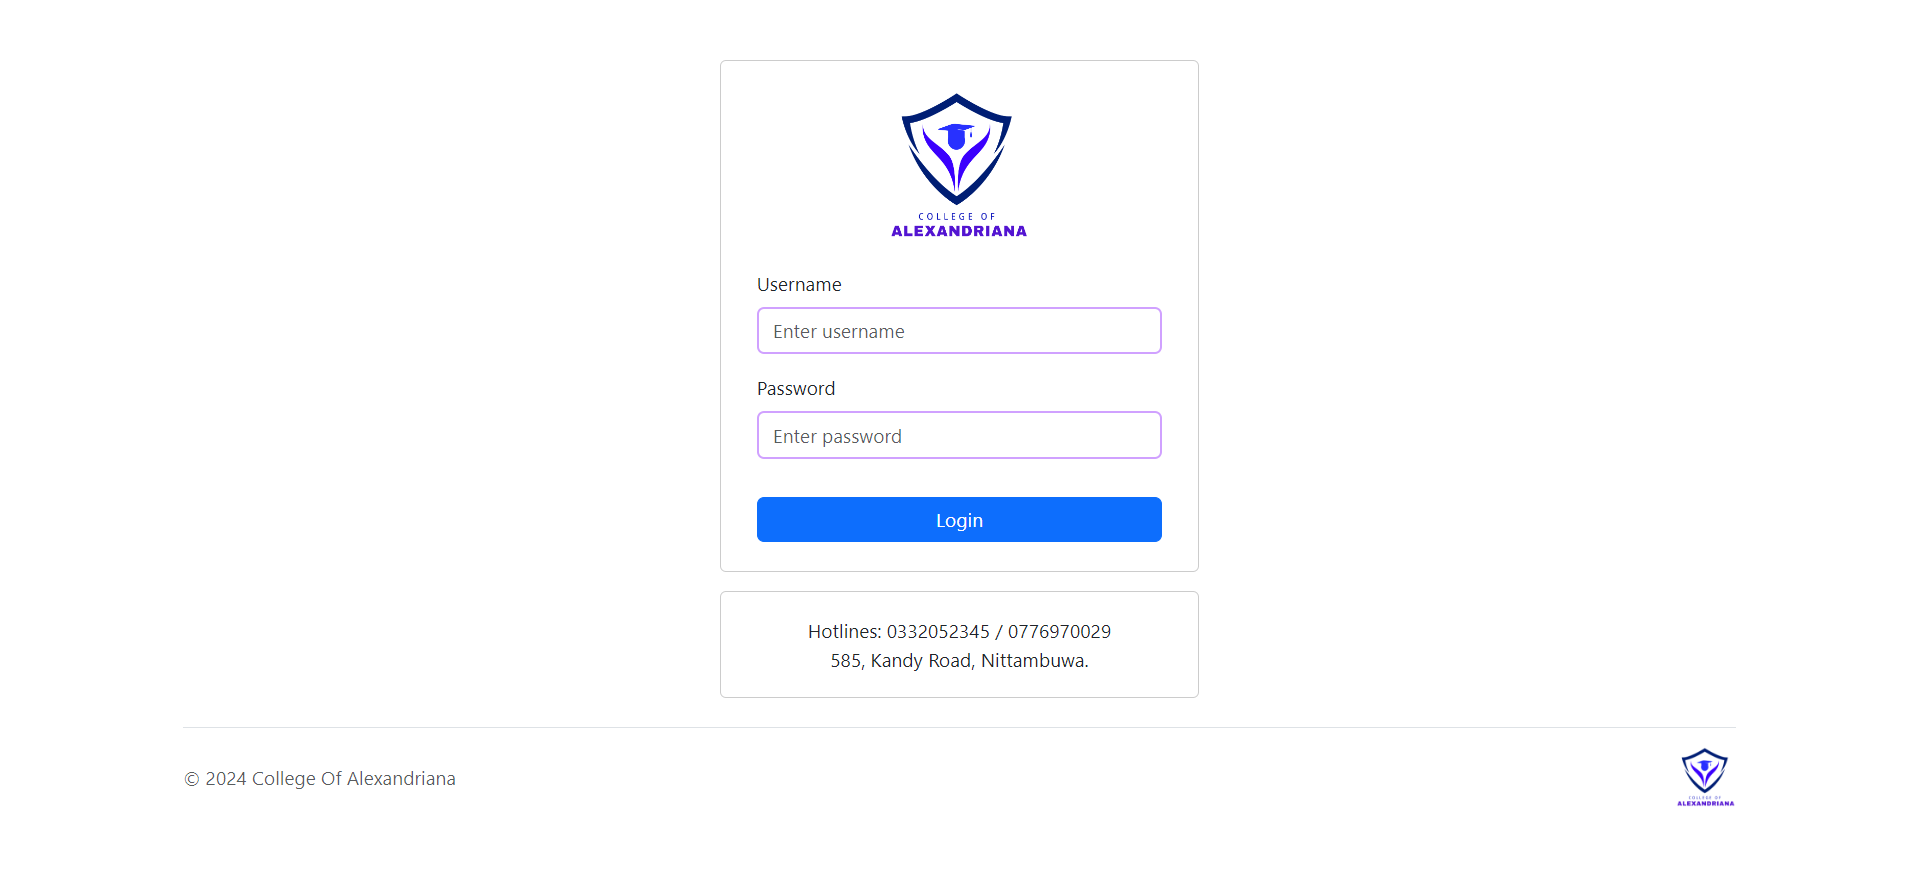 COLLEGE OF
ALEXANDRIANA
Username
Enter username
Password
Enter password
Login
Hotlines: 0332052345 / 0776970029
585, Kandy Road, Nittambuwa.
© 2024 College Of Alexandriana
COLLEGE OF
ALEXANDRIANA